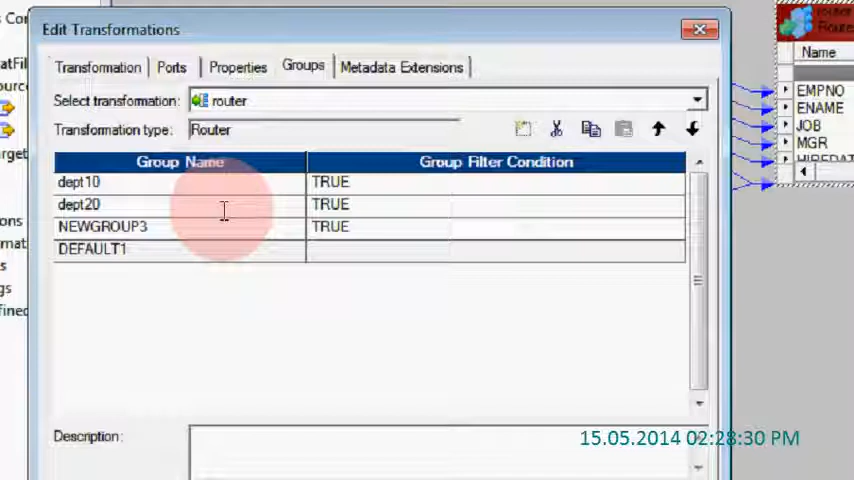 Edit Transformations
Name
Transformation Ports Properties Groups Metadata Extensions
Select transformation: router
EMPNO
ENAME
JOB
MGR
Transformation type: Router
Group Name Group Filter Condition
dept10 TRUE
dept20 TRUE
NEWGROUP3 TRUE
DEFAULT1
Description:
15.05.2014 02:28:30 PM